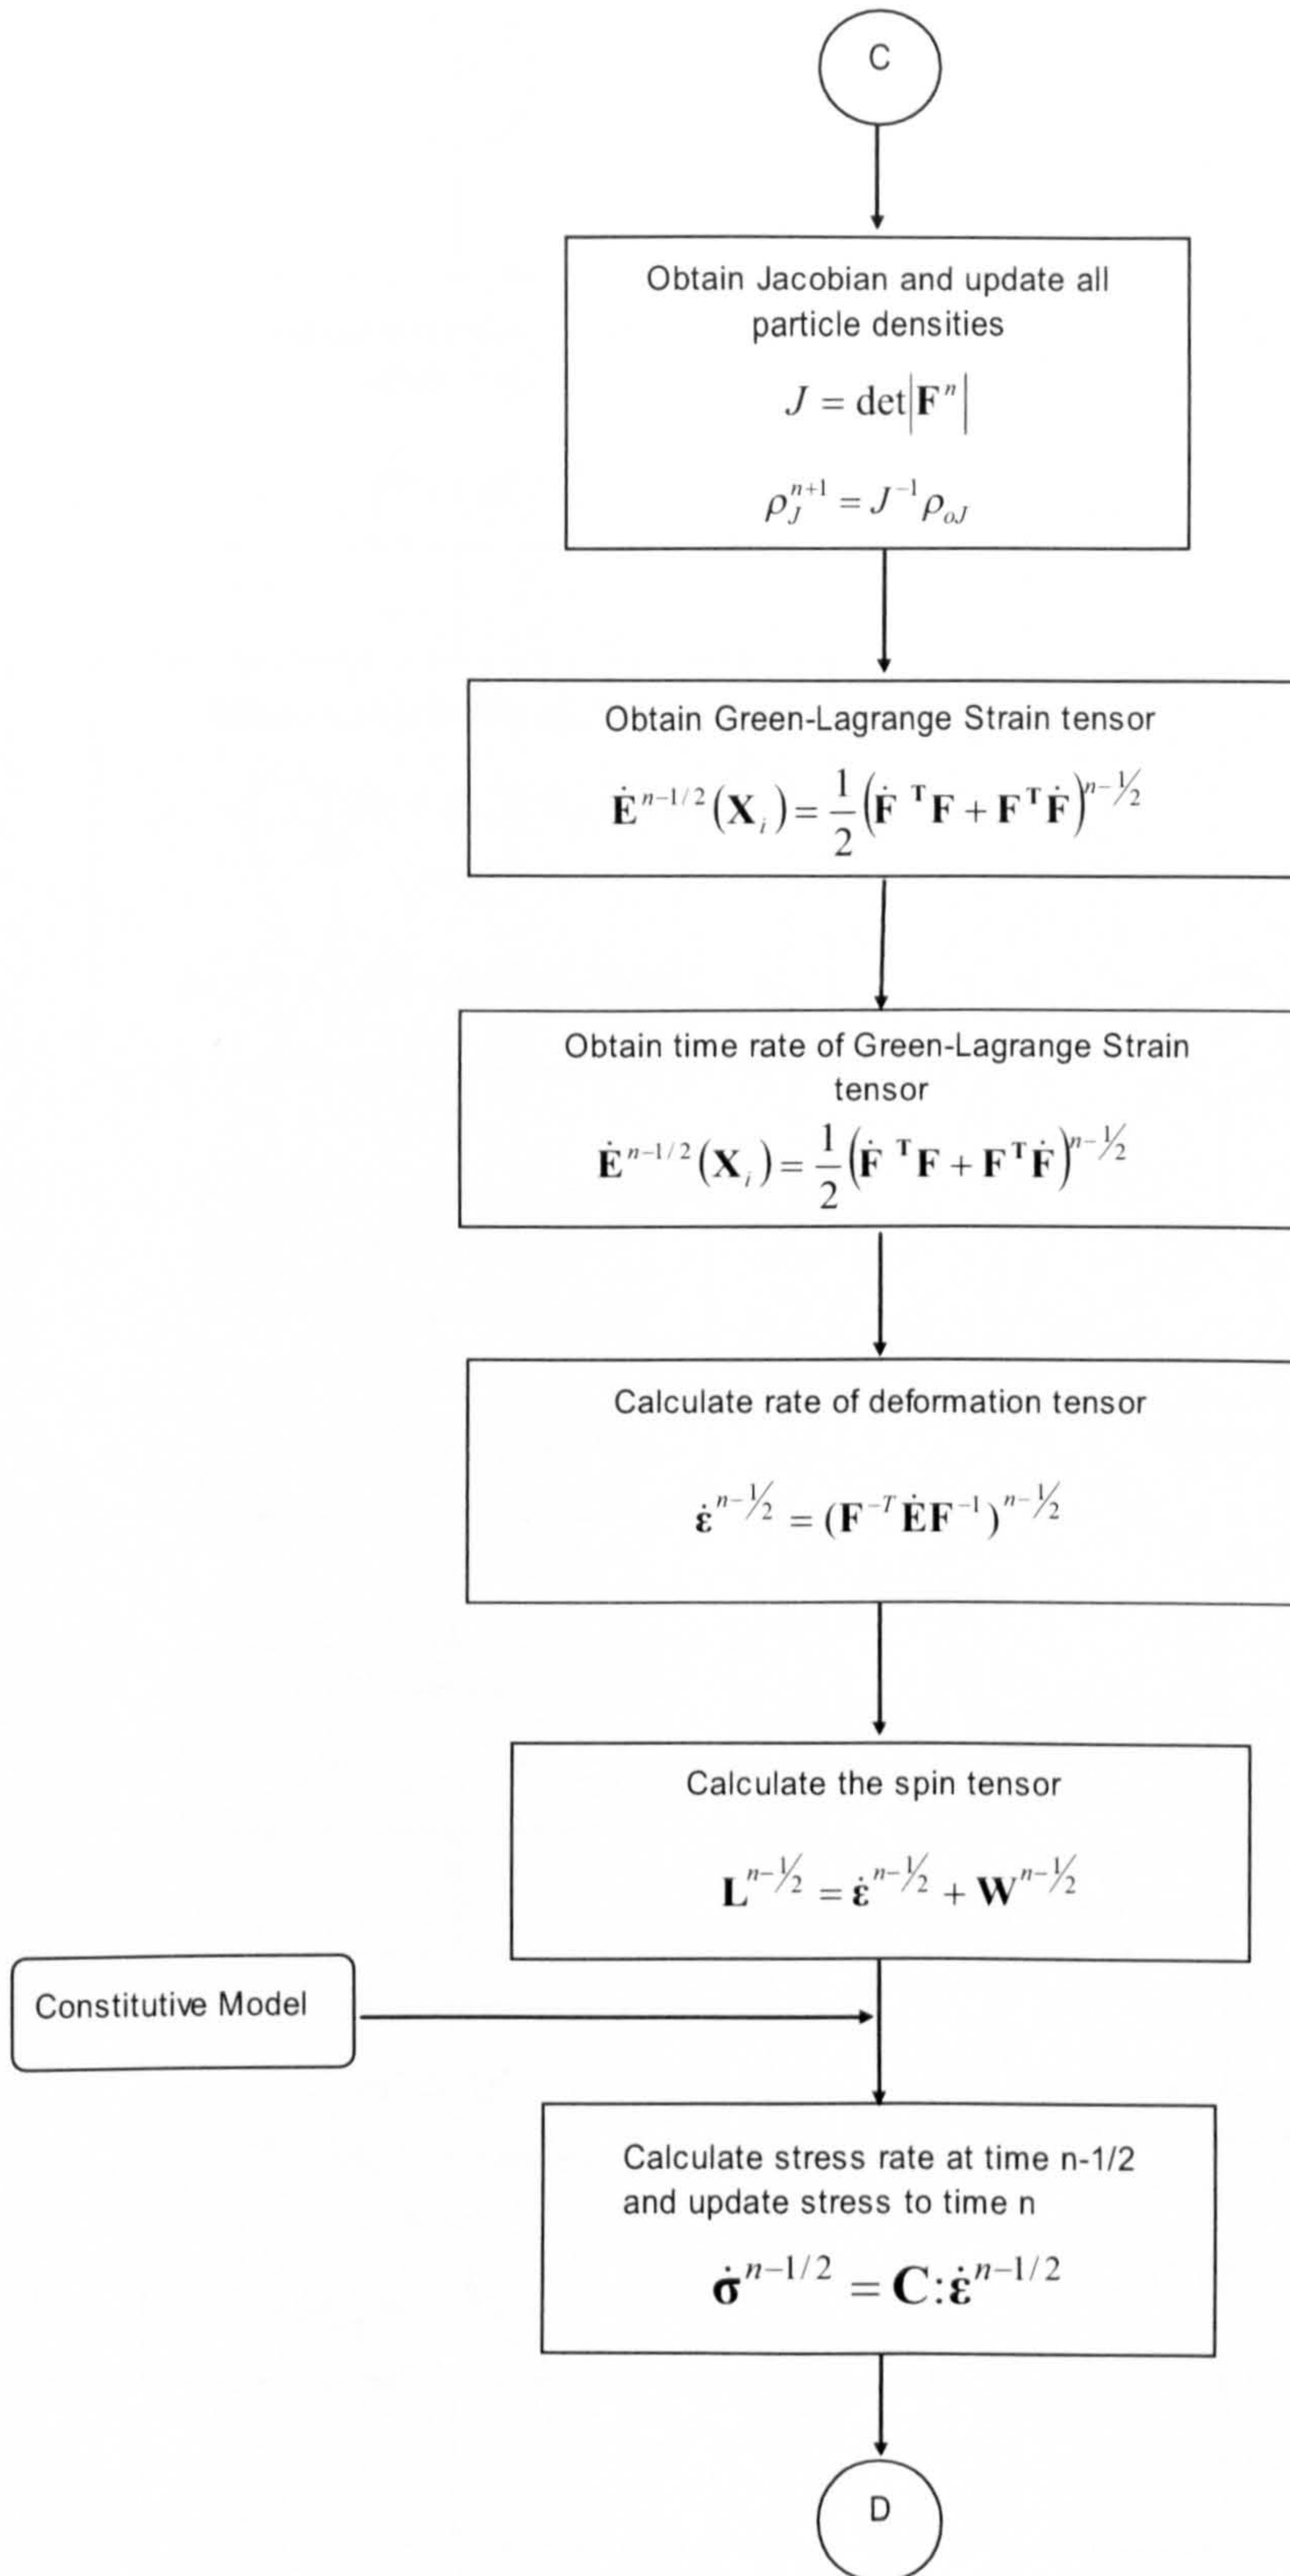 C
Obtain Jacobian and update all
particle densities
J = det|𝐅ⁿ|
ρ_J^{n+1} = J^{-1} ρ_{oJ}
Obtain Green-Lagrange Strain tensor
Ė^{n-1/2}(X_i) = 1/2 (Ḟ^T F + F^T Ḟ)^{n-1/2}
Obtain time rate of Green-Lagrange Strain
tensor
Ė^{n-1/2}(X_i) = 1/2 (Ḟ^T F + F^T Ḟ)^{n-1/2}
Calculate rate of deformation tensor
ε̇^{n-1/2} = (F^{-T} Ė F^{-1})^{n-1/2}
Calculate the spin tensor
L^{n-1/2} = ε̇^{n-1/2} + W^{n-1/2}
Constitutive Model
Calculate stress rate at time n-1/2
and update stress to time n
σ̇^{n-1/2} = C:ε̇^{n-1/2}
D